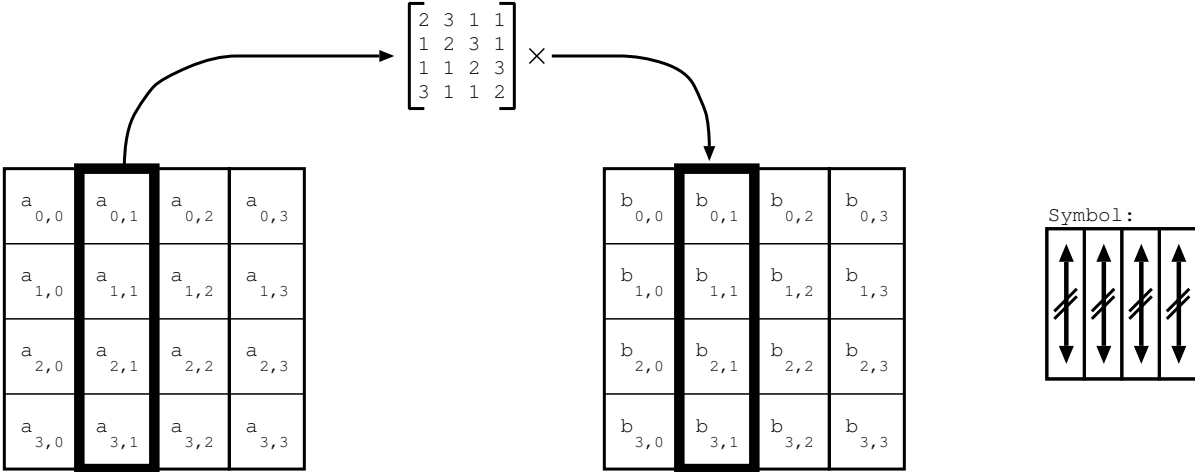 2 3 1 1
1 2 3 1
1 1 2 3
3 1 1 2
×
a0,0 a0,1 a0,2 a0,3
a1,0 a1,1 a1,2 a1,3
a2,0 a2,1 a2,2 a2,3
a3,0 a3,1 a3,2 a3,3
b0,0 b0,1 b0,2 b0,3
b1,0 b1,1 b1,2 b1,3
b2,0 b2,1 b2,2 b2,3
b3,0 b3,1 b3,2 b3,3
Symbol: